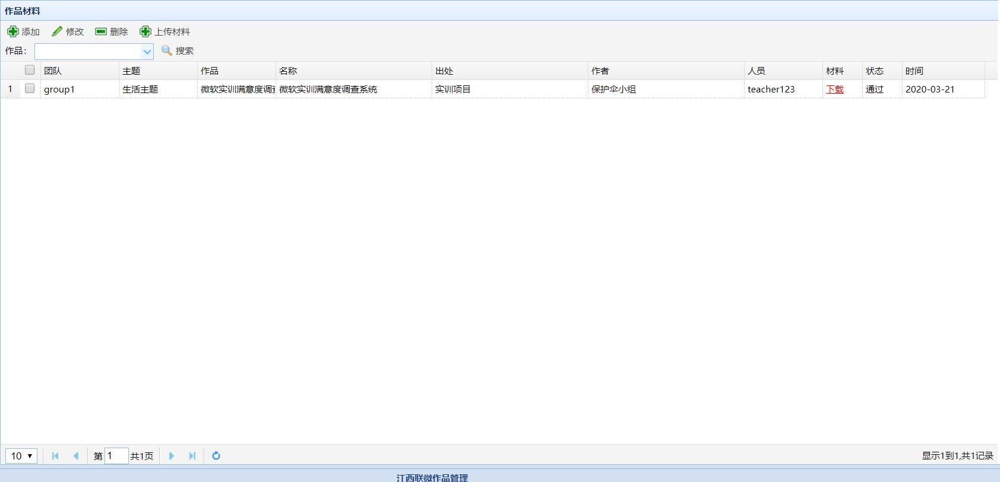 作品材料
添加 修改 删除 上传材料
作品： 搜索
团队 主题 作品 名称 出处 作者 人员 材料 状态 时间
1 group1 生活主题 微软实训满意度调查 微软实训满意度调查系统 实训项目 保护伞小组 teacher123 下载 通过 2020-03-21
10 第 1 共1页 显示1到1,共1记录
江西联微作品管理